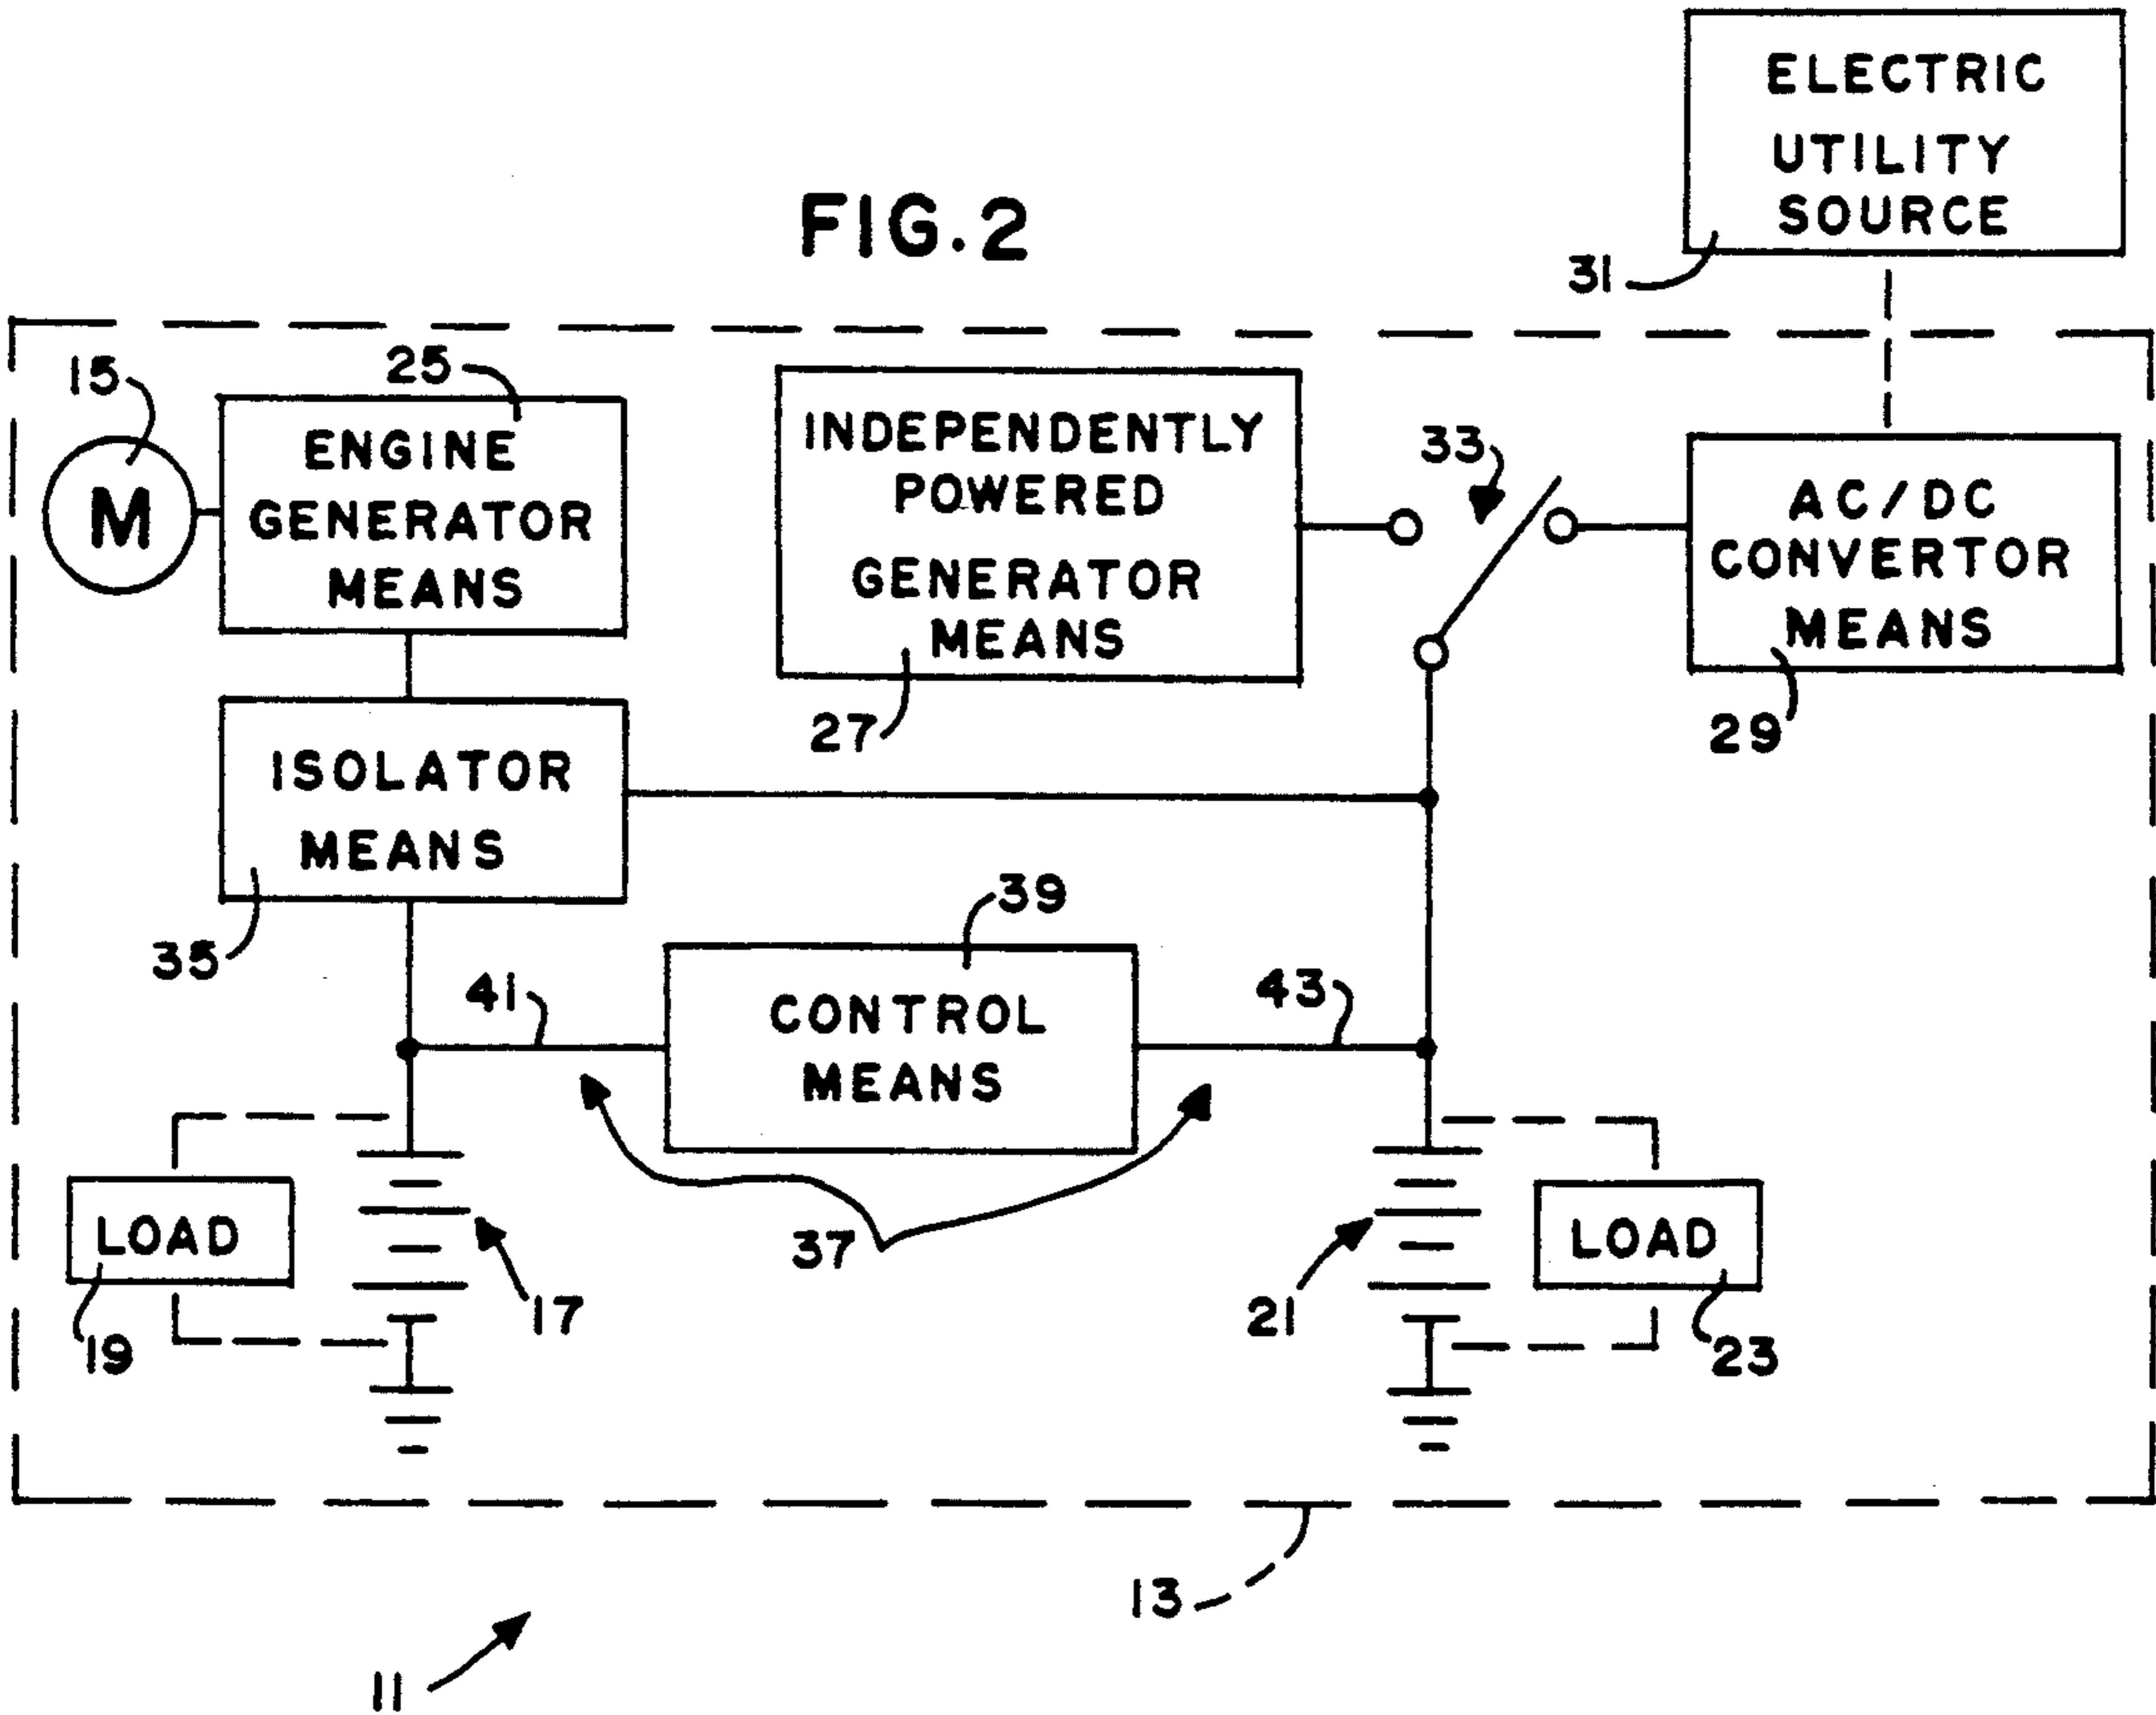 ELECTRIC
UTILITY
SOURCE
FIG.2
31
15
25
M
ENGINE
GENERATOR
MEANS
INDEPENDENTLY
POWERED
GENERATOR
MEANS
33
AC/DC
CONVERTOR
MEANS
27
29
ISOLATOR
MEANS
35
39
41
CONTROL
MEANS
43
37
LOAD
19
17
21
LOAD
23
13
11